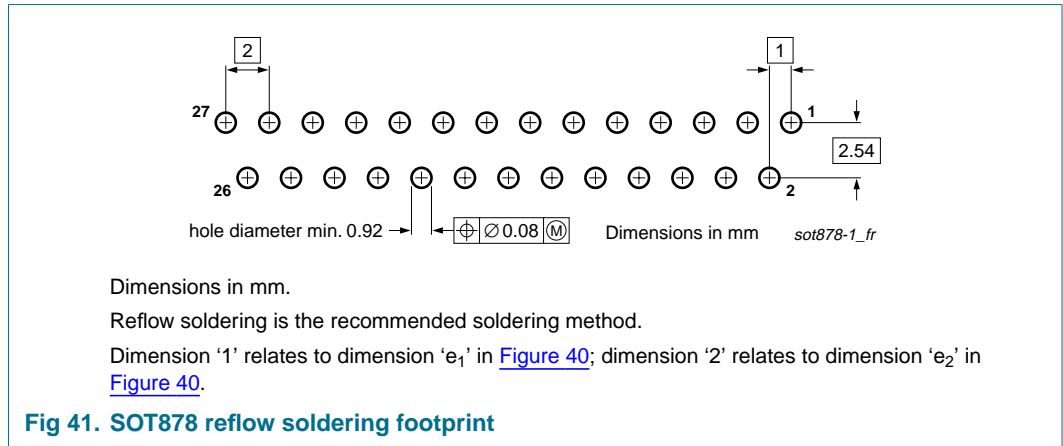 2
1
27
1
2.54
26
2
hole diameter min. 0.92
∅ 0.08 Ⓜ
Dimensions in mm
sot878-1_fr
Dimensions in mm.
Reflow soldering is the recommended soldering method.
Dimension ‘1’ relates to dimension ‘e1’ in Figure 40; dimension ‘2’ relates to dimension ‘e2’ in
Figure 40.
Fig 41. SOT878 reflow soldering footprint